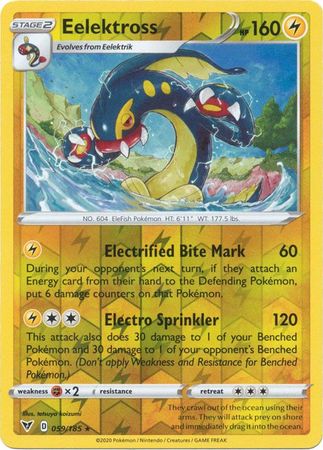 STAGE 2
Eelektross
HP 160
Evolves from Eelektrik
NO. 604 EleFish Pokémon HT: 6'11" WT: 177.5 lbs.
Electrified Bite Mark 60
During your opponent's next turn, if they attach an
Energy card from their hand to the Defending Pokémon,
put 6 damage counters on that Pokémon.
Electro Sprinkler 120
This attack also does 30 damage to 1 of your Benched
Pokémon and 30 damage to 1 of your opponent's Benched
Pokémon. (Don't apply Weakness and Resistance for Benched
Pokémon.)
weakness ×2 resistance retreat
Illus. tetsuya koizumi
D 059/185 ★
They crawl out of the ocean using their
arms. They will attack prey on shore and
immediately drag it into the ocean.
©2020 Pokémon / Nintendo / Creatures / GAME FREAK